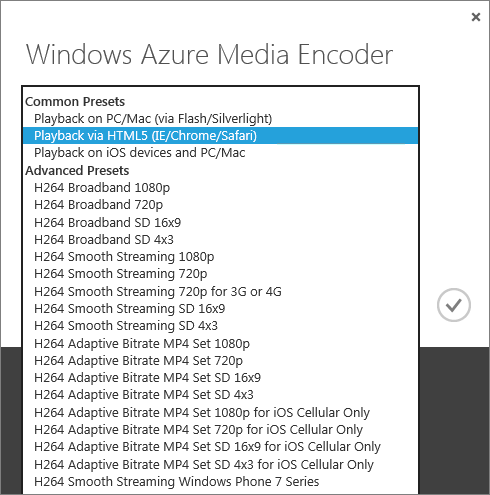 Windows Azure Media Encoder
Common Presets
Playback on PC/Mac (via Flash/Silverlight)
Playback via HTML5 (IE/Chrome/Safari)
Playback on iOS devices and PC/Mac
Advanced Presets
H264 Broadband 1080p
H264 Broadband 720p
H264 Broadband SD 16x9
H264 Broadband SD 4x3
H264 Smooth Streaming 1080p
H264 Smooth Streaming 720p
H264 Smooth Streaming 720p for 3G or 4G
H264 Smooth Streaming SD 16x9
H264 Smooth Streaming SD 4x3
H264 Adaptive Bitrate MP4 Set 1080p
H264 Adaptive Bitrate MP4 Set 720p
H264 Adaptive Bitrate MP4 Set SD 16x9
H264 Adaptive Bitrate MP4 Set SD 4x3
H264 Adaptive Bitrate MP4 Set 1080p for iOS Cellular Only
H264 Adaptive Bitrate MP4 Set 720p for iOS Cellular Only
H264 Adaptive Bitrate MP4 Set SD 16x9 for iOS Cellular Only
H264 Adaptive Bitrate MP4 Set SD 4x3 for iOS Cellular Only
H264 Smooth Streaming Windows Phone 7 Series